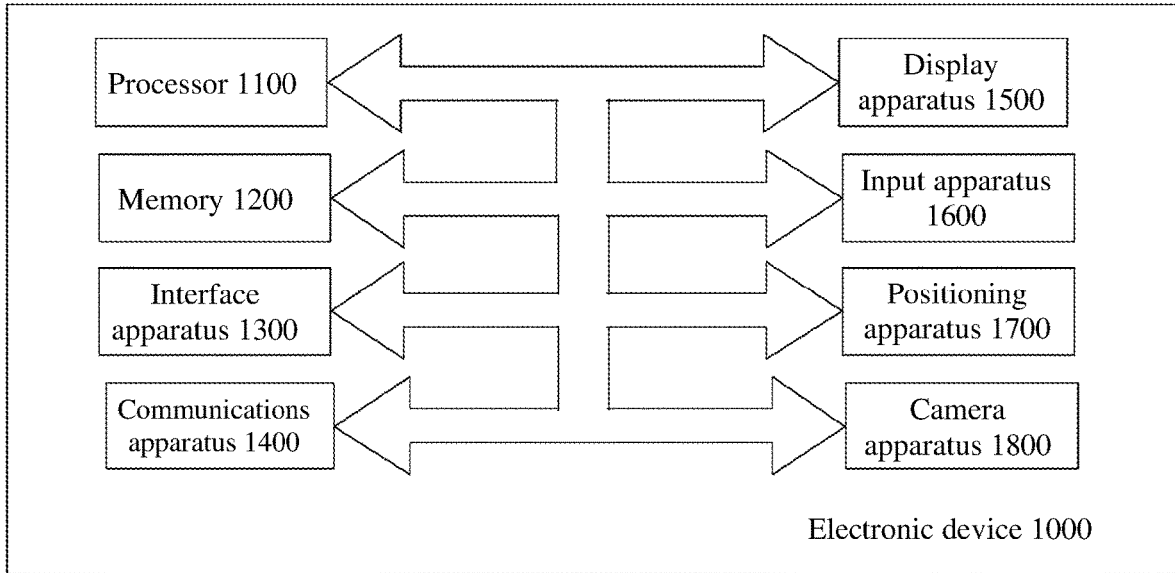 Processor 1100
Display
apparatus 1500
Memory 1200
Input apparatus
1600
Interface
apparatus 1300
Positioning
apparatus 1700
Communications
apparatus 1400
Camera
apparatus 1800
Electronic device 1000